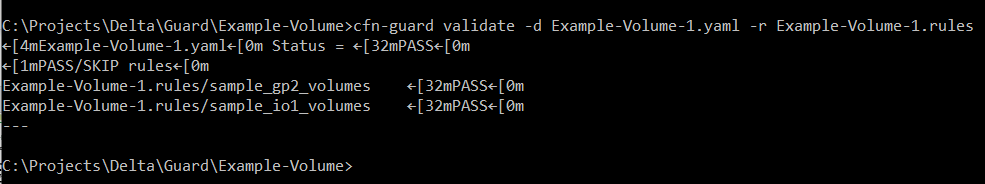 C:\Projects\Delta\Guard\Example-Volume>cfn-guard validate -d Example-Volume-1.yaml -r Example-Volume-1.rules
←[4mExample-Volume-1.yaml←[0m Status = ←[32mPASS←[0m
←[1mPASS/SKIP rules←[0m
Example-Volume-1.rules/sample_gp2_volumes    ←[32mPASS←[0m
Example-Volume-1.rules/sample_io1_volumes    ←[32mPASS←[0m
---
C:\Projects\Delta\Guard\Example-Volume>